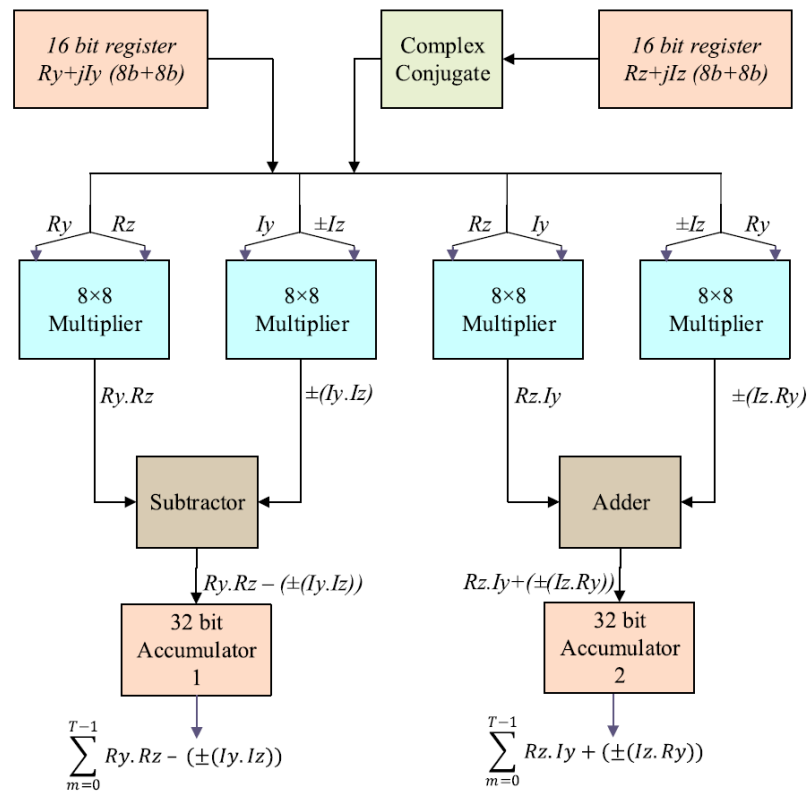 16 bit register
Ry+jIy (8b+8b)
Complex
Conjugate
16 bit register
Rz+jIz (8b+8b)
Ry
Rz
Iy
±Iz
Rz
Iy
±Iz
Ry
8×8
Multiplier
8×8
Multiplier
8×8
Multiplier
8×8
Multiplier
Ry.Rz
±(Iy.Iz)
Rz.Iy
±(Iz.Ry)
Subtractor
Adder
Ry.Rz – (±(Iy.Iz))
Rz.Iy+(±(Iz.Ry))
32 bit
Accumulator
1
32 bit
Accumulator
2
T−1
∑ Ry.Rz – (±(Iy.Iz))
m=0
T−1
∑ Rz.Iy + (±(Iz.Ry))
m=0